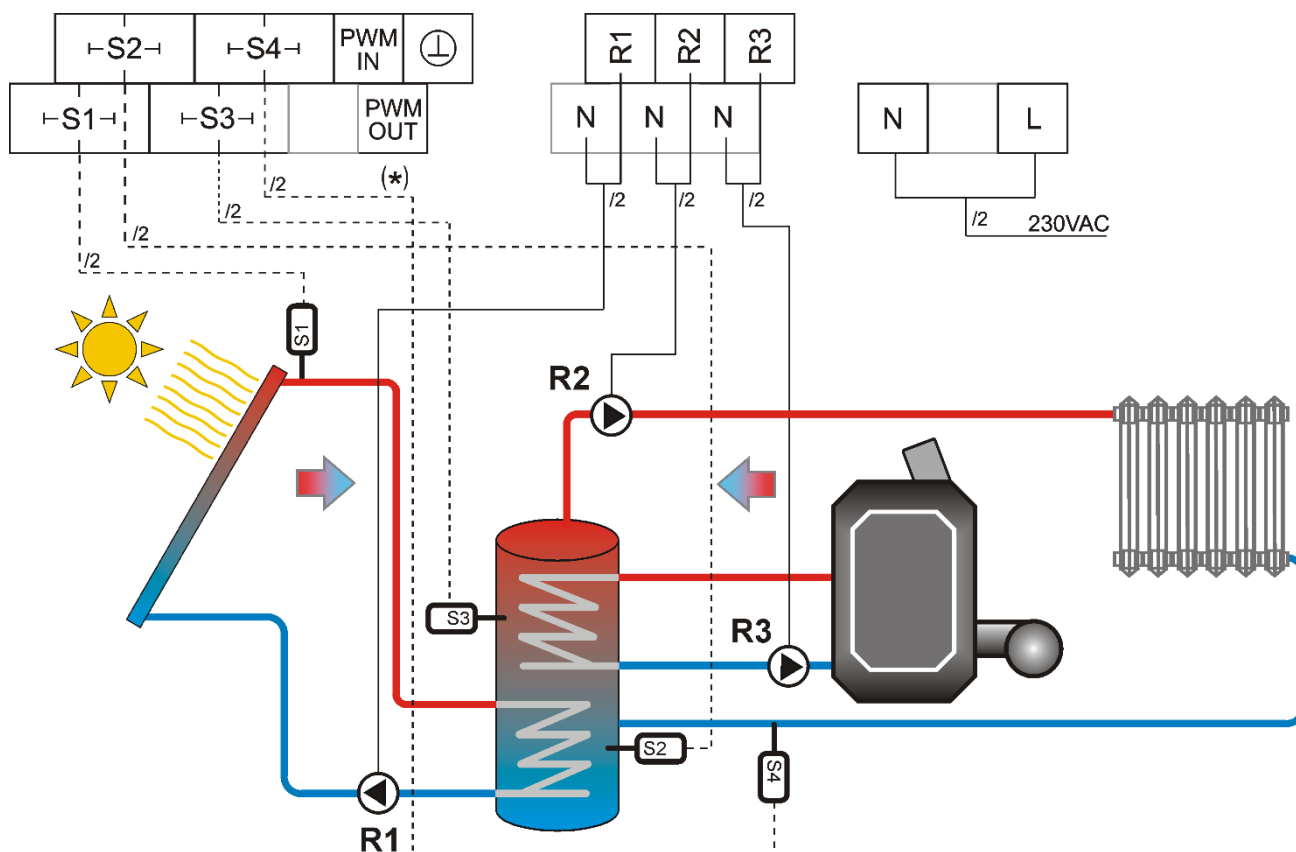 S2
S4
PWM
IN
R1
R2
R3
S1
S3
PWM
OUT
N
N
N
N
L
(*)
/2
/2
/2
/2
/2
/2
/2
/2
230VAC
S1
R2
S3
R3
S2
S4
R1